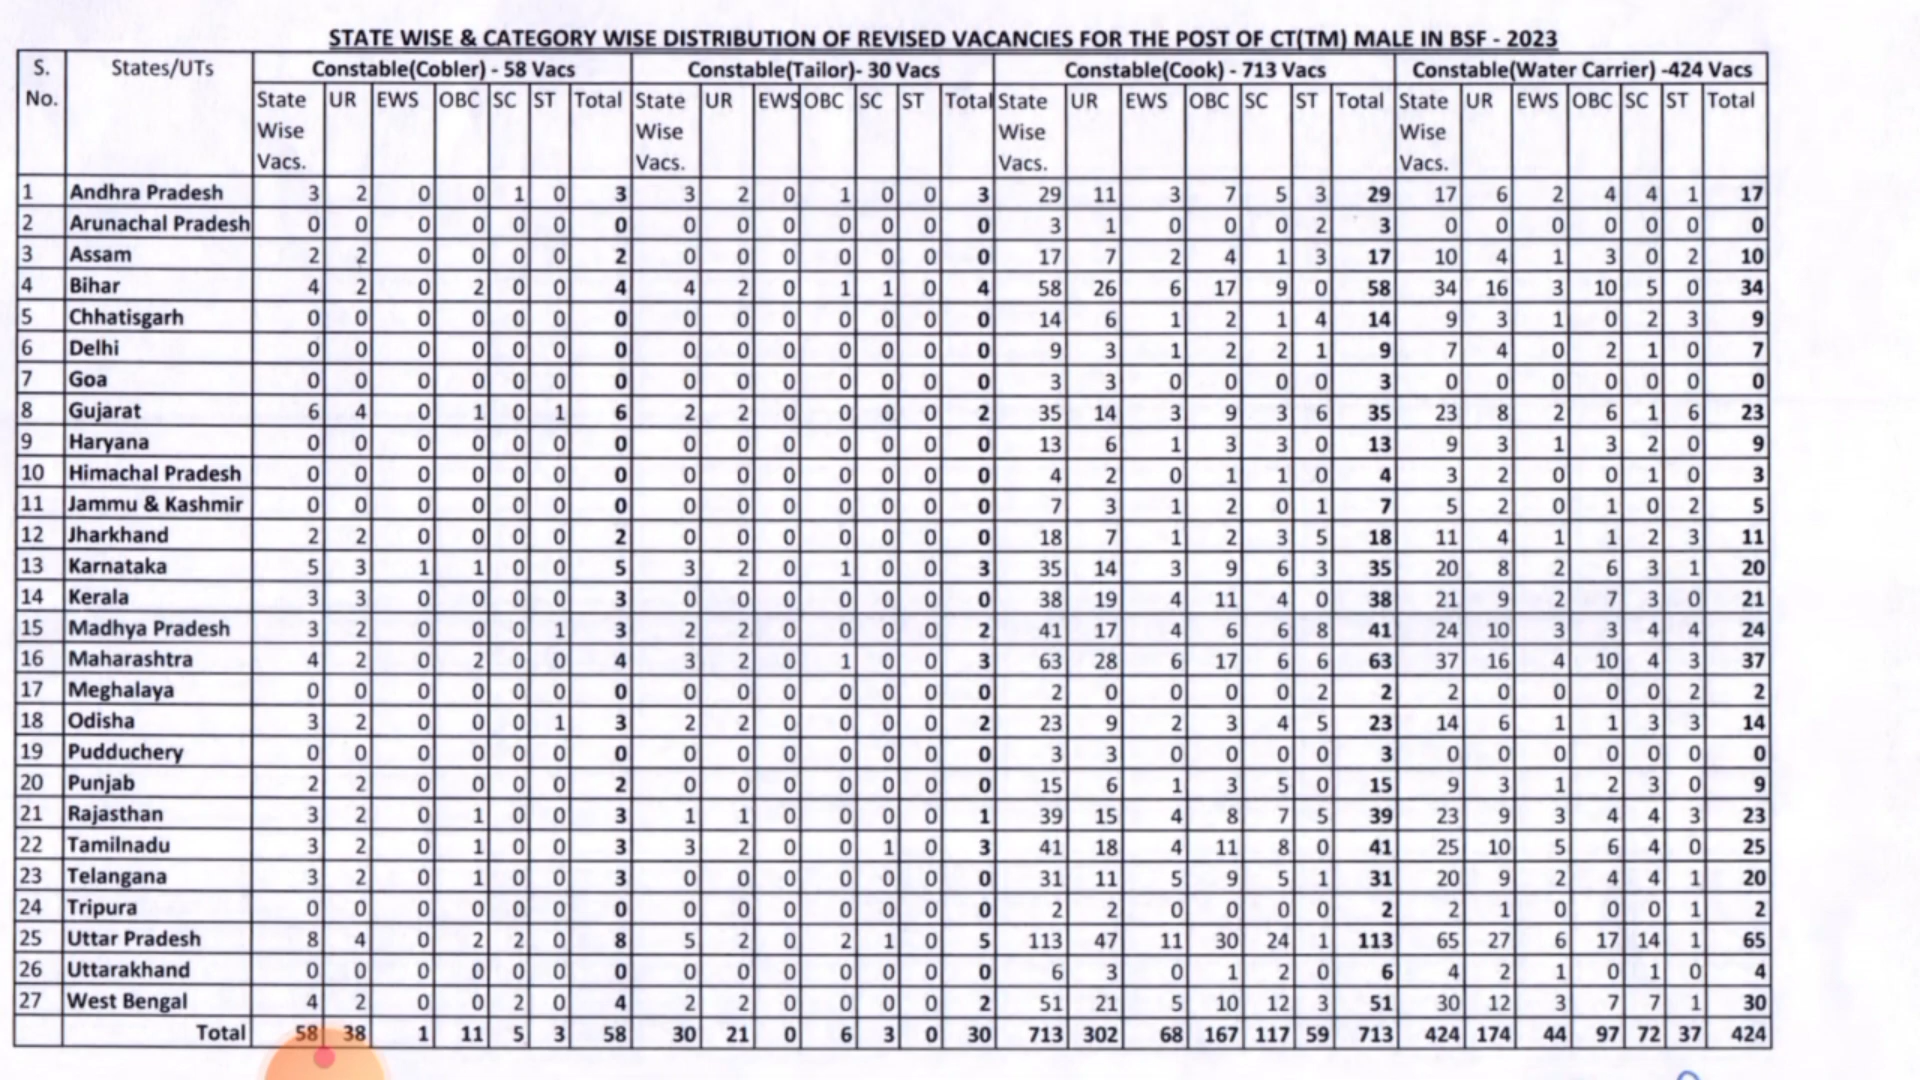 STATE WISE & CATEGORY WISE DISTRIBUTION OF REVISED VACANCIES FOR THE POST OF CT(TM) MALE IN BSF - 2023
S. No. States/UTs Constable(Cobler) - 58 Vacs Constable(Tailor)- 30 Vacs Constable(Cook) - 713 Vacs Constable(Water Carrier) -424 Vacs
State Wise Vacs. UR EWS OBC SC ST Total State Wise Vacs. UR EWS OBC SC ST Total State Wise Vacs. UR EWS OBC SC ST Total State Wise Vacs. UR EWS OBC SC ST Total
1 Andhra Pradesh 3 2 0 0 1 0 3 3 2 0 1 0 0 3 29 11 3 7 5 3 29 17 6 2 4 4 1 17
2 Arunachal Pradesh 0 0 0 0 0 0 0 0 0 0 0 0 0 0 3 1 0 0 0 2 3 0 0 0 0 0 0 0
3 Assam 2 2 0 0 0 0 2 0 0 0 0 0 0 0 17 7 2 4 1 3 17 10 4 1 3 0 2 10
4 Bihar 4 2 0 2 0 0 4 4 2 0 1 1 0 4 58 26 6 17 9 0 58 34 16 3 10 5 0 34
5 Chhatisgarh 0 0 0 0 0 0 0 0 0 0 0 0 0 0 14 6 1 2 1 4 14 9 3 1 0 2 3 9
6 Delhi 0 0 0 0 0 0 0 0 0 0 0 0 0 0 9 3 1 2 2 1 9 7 4 0 2 1 0 7
7 Goa 0 0 0 0 0 0 0 0 0 0 0 0 0 0 3 3 0 0 0 0 3 0 0 0 0 0 0 0
8 Gujarat 6 4 0 1 0 1 6 2 2 0 0 0 0 2 35 14 3 9 3 6 35 23 8 2 6 1 6 23
9 Haryana 0 0 0 0 0 0 0 0 0 0 0 0 0 0 13 6 1 3 3 0 13 9 3 1 3 2 0 9
10 Himachal Pradesh 0 0 0 0 0 0 0 0 0 0 0 0 0 0 4 2 0 1 1 0 4 3 2 0 0 1 0 3
11 Jammu & Kashmir 0 0 0 0 0 0 0 0 0 0 0 0 0 0 7 3 1 2 0 1 7 5 2 0 1 0 2 5
12 Jharkhand 2 2 0 0 0 0 2 0 0 0 0 0 0 0 18 7 1 2 3 5 18 11 4 1 1 2 3 11
13 Karnataka 5 3 1 1 0 0 5 3 2 0 1 0 0 3 35 14 3 9 6 3 35 20 8 2 6 3 1 20
14 Kerala 3 3 0 0 0 0 3 0 0 0 0 0 0 0 38 19 4 11 4 0 38 21 9 2 7 3 0 21
15 Madhya Pradesh 3 2 0 0 0 1 3 2 2 0 0 0 0 2 41 17 4 6 6 8 41 24 10 3 3 4 4 24
16 Maharashtra 4 2 0 2 0 0 4 3 2 0 1 0 0 3 63 28 6 17 6 6 63 37 16 4 10 4 3 37
17 Meghalaya 0 0 0 0 0 0 0 0 0 0 0 0 0 0 2 0 0 0 0 2 2 2 0 0 0 0 2 2
18 Odisha 3 2 0 0 0 1 3 2 2 0 0 0 0 2 23 9 2 3 4 5 23 14 6 1 1 3 3 14
19 Pudduchery 0 0 0 0 0 0 0 0 0 0 0 0 0 0 3 3 0 0 0 0 3 0 0 0 0 0 0 0
20 Punjab 2 2 0 0 0 0 2 0 0 0 0 0 0 0 15 6 1 3 5 0 15 9 3 1 2 3 0 9
21 Rajasthan 3 2 0 1 0 0 3 1 1 0 0 0 0 1 39 15 4 8 7 5 39 23 9 3 4 4 3 23
22 Tamilnadu 3 2 0 1 0 0 3 3 2 0 0 1 0 3 41 18 4 11 8 0 41 25 10 5 6 4 0 25
23 Telangana 3 2 0 1 0 0 3 0 0 0 0 0 0 0 31 11 5 9 5 1 31 20 9 2 4 4 1 20
24 Tripura 0 0 0 0 0 0 0 0 0 0 0 0 0 0 2 2 0 0 0 0 2 2 1 0 0 0 1 2
25 Uttar Pradesh 8 4 0 2 2 0 8 5 2 0 2 1 0 5 113 47 11 30 24 1 113 65 27 6 17 14 1 65
26 Uttarakhand 0 0 0 0 0 0 0 0 0 0 0 0 0 0 6 3 0 1 2 0 6 4 2 1 0 1 0 4
27 West Bengal 4 2 0 0 2 0 4 2 2 0 0 0 0 2 51 21 5 10 12 3 51 30 12 3 7 7 1 30
Total 58 38 1 11 5 3 58 30 21 0 6 3 0 30 713 302 68 167 117 59 713 424 174 44 97 72 37 424